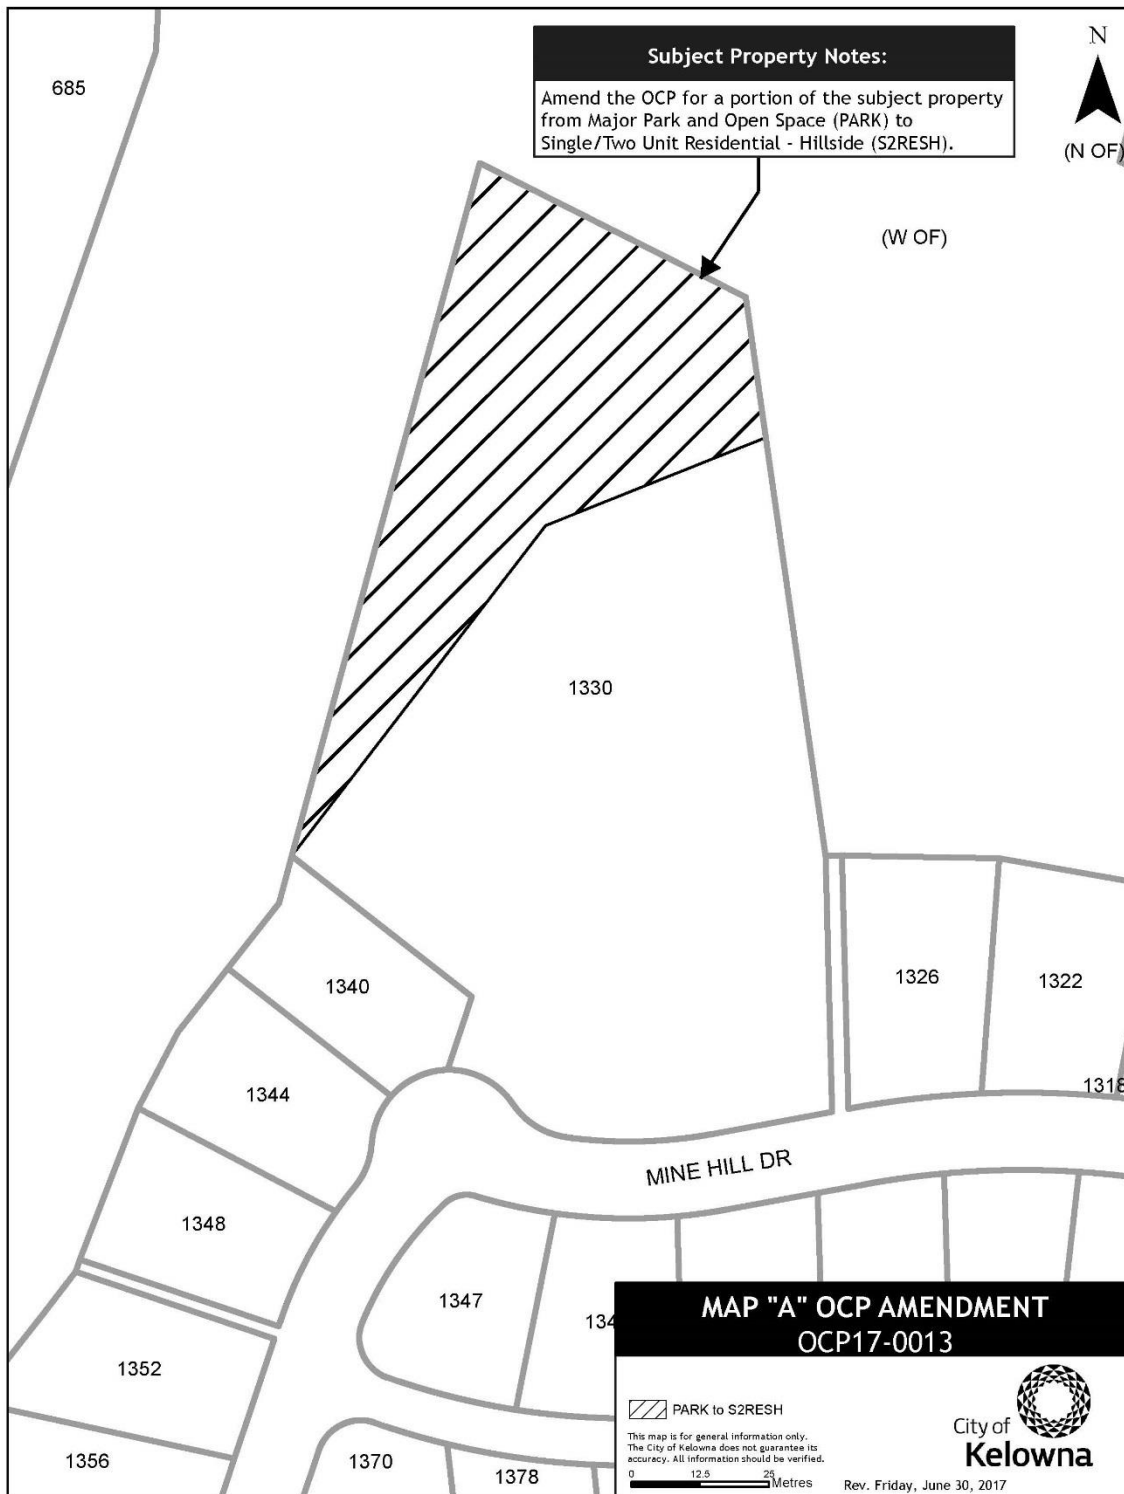 685
Subject Property Notes:
Amend the OCP for a portion of the subject property
from Major Park and Open Space (PARK) to
Single/Two Unit Residential - Hillside (S2RESH).
N
(N OF)
(W OF)
1330
1340
1326
1322
1344
1318
MINE HILL DR
1348
1347
134
1352
1356
1370
1378
MAP "A" OCP AMENDMENT
OCP17-0013
PARK to S2RESH
This map is for general information only.
The City of Kelowna does not guarantee its
accuracy. All information should be verified.
0 12.5 25
Metres
City of
Kelowna
Rev. Friday, June 30, 2017